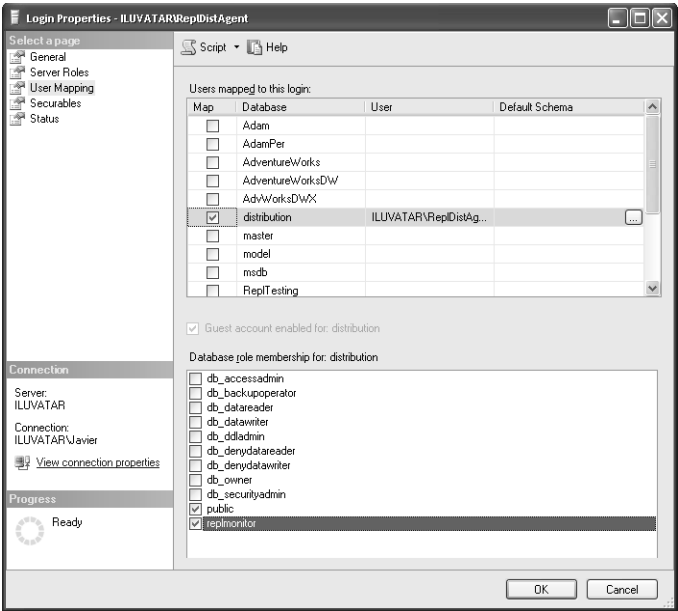 Login Properties - ILUVATAR\ReplDistAgent
Select a page
General
Server Roles
User Mapping
Securables
Status
Script
Help
Users mapped to this login:
Map Database User Default Schema
Adam
AdamPer
AdventureWorks
AdventureWorksDW
AdvWorksDWX
distribution ILUVATAR\ReplDistAg... ...
master
model
msdb
ReplTesting
Guest account enabled for: distribution
Database role membership for: distribution
db_accessadmin
db_backupoperator
db_datareader
db_datawriter
db_ddladmin
db_denydatareader
db_denydatawriter
db_owner
db_securityadmin
public
replmonitor
Connection
Server:
ILUVATAR
Connection:
ILUVATAR\Javier
View connection properties
Progress
Ready
OK Cancel